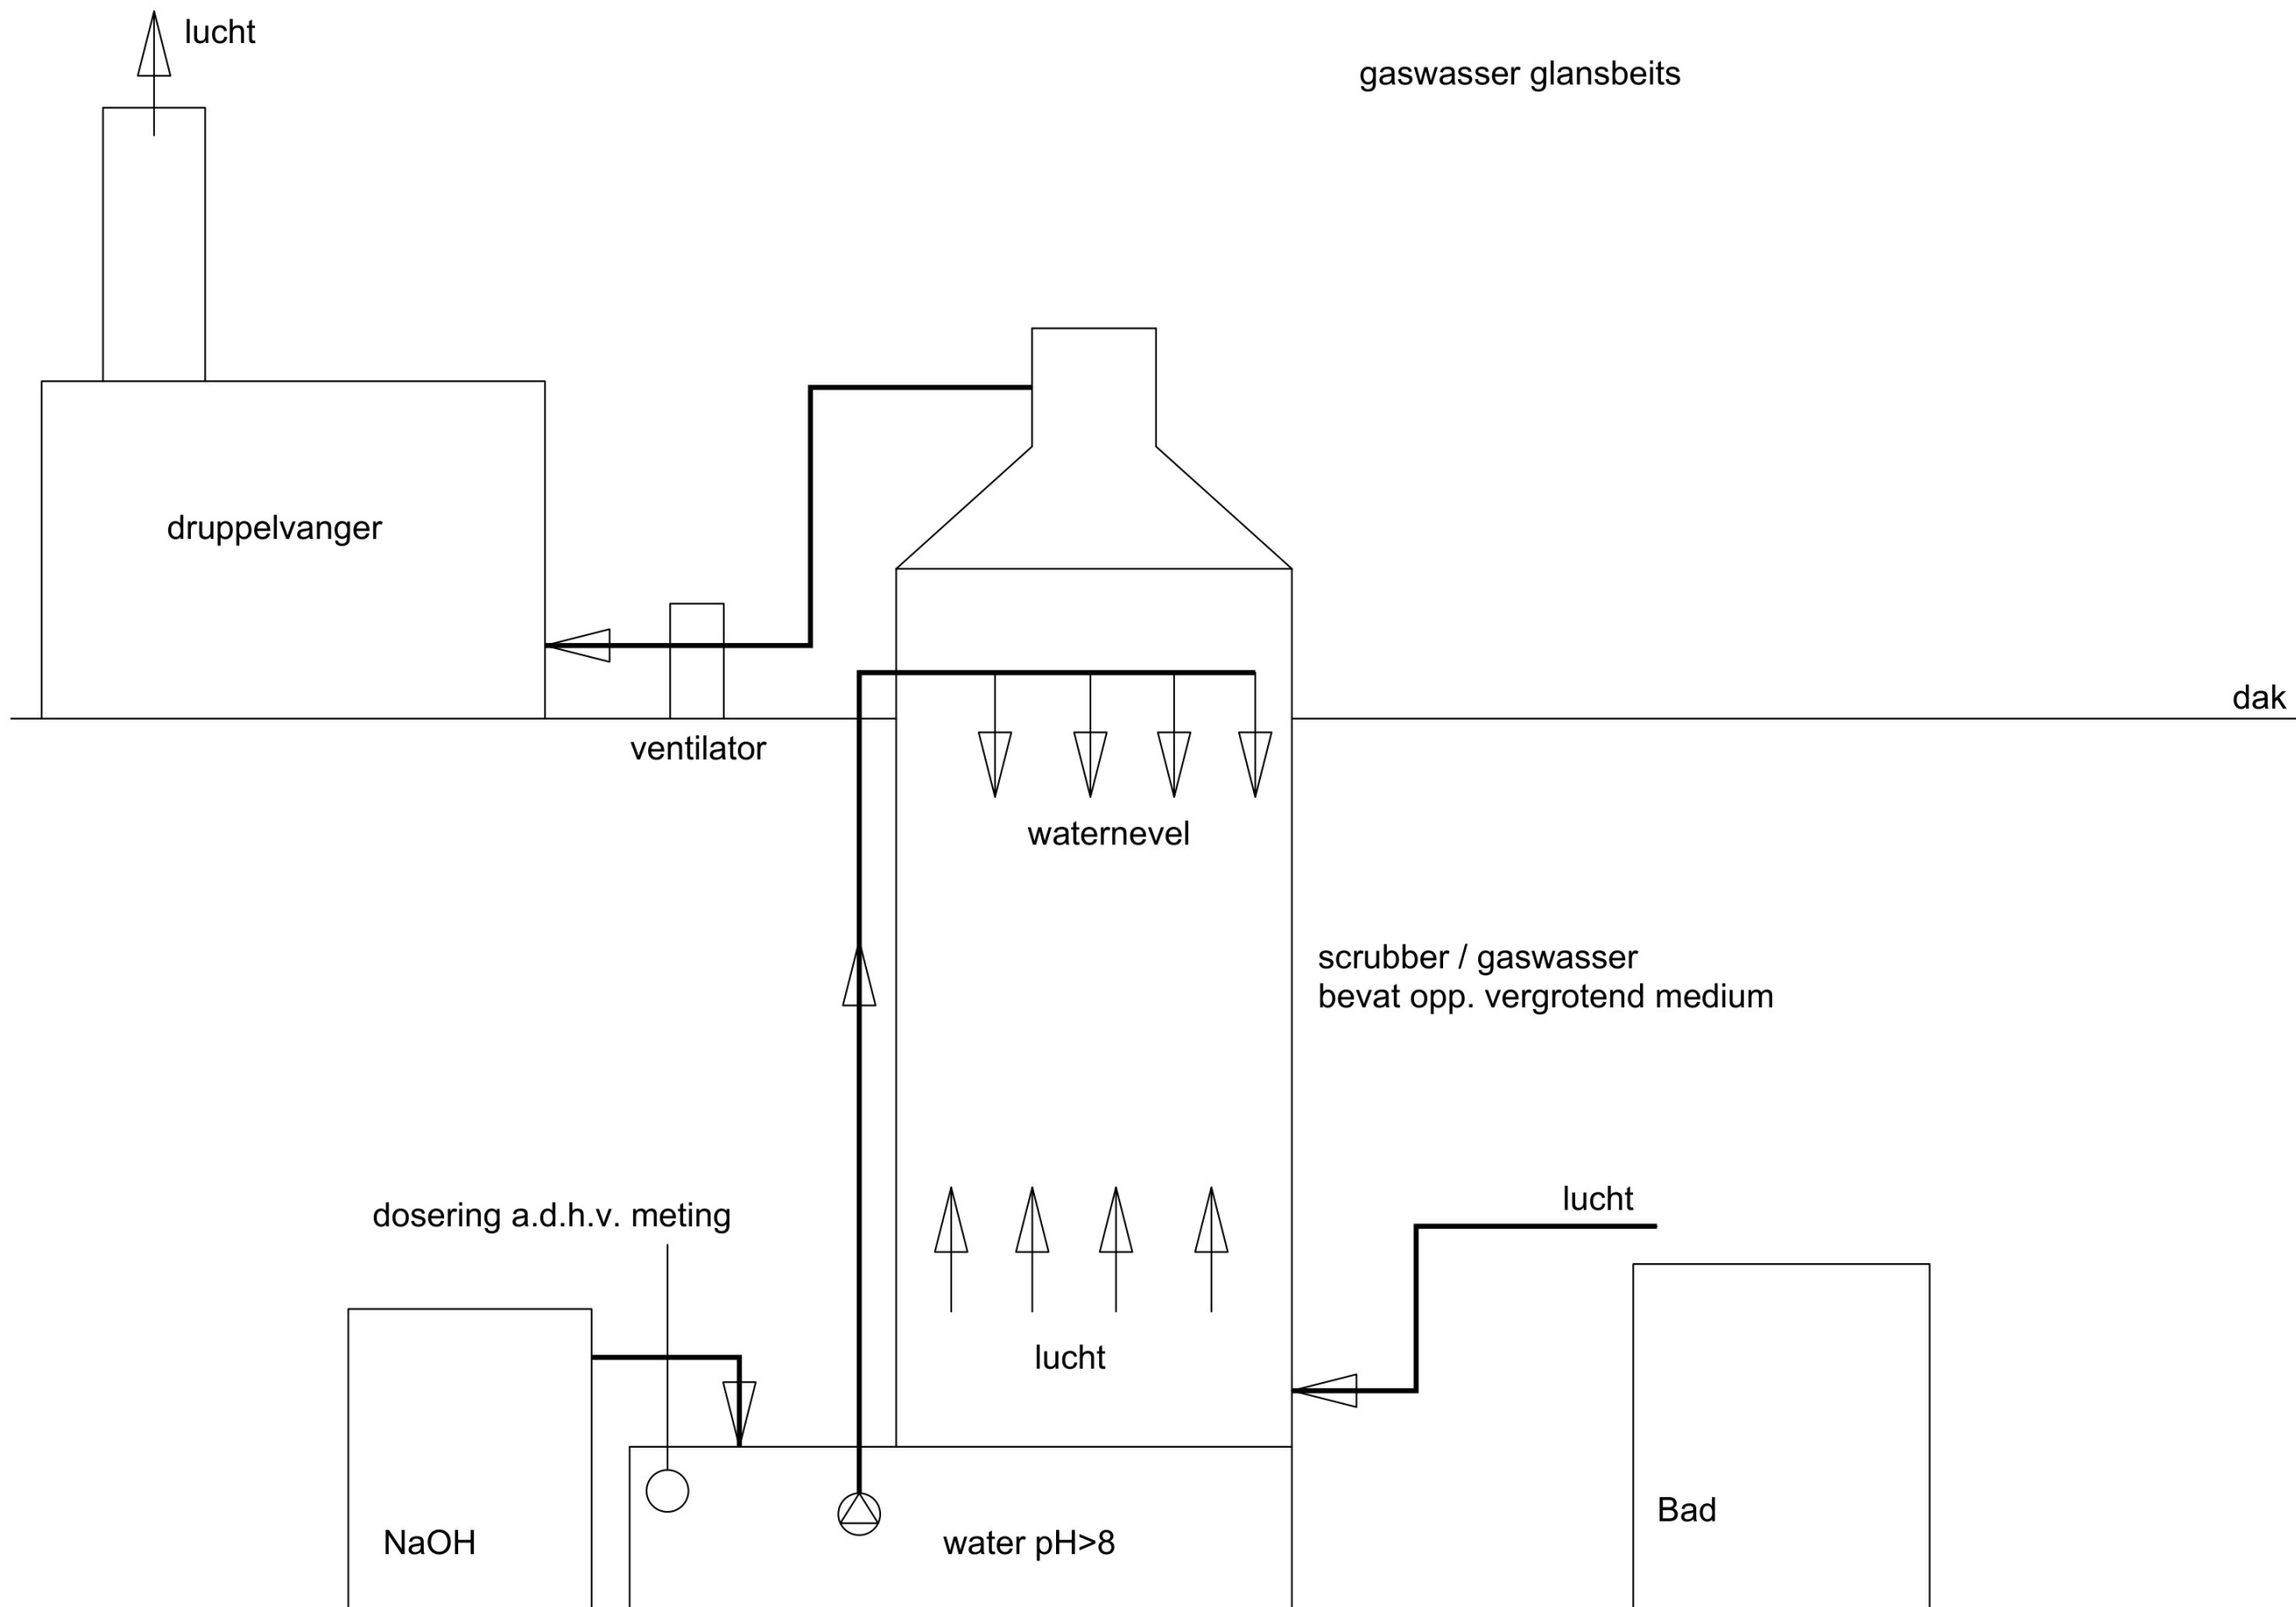 lucht
gaswasser glansbeits
druppelvanger
dak
ventilator
waternevel
scrubber / gaswasser
bevat opp. vergrotend medium
lucht
dosering a.d.h.v. meting
lucht
Bad
NaOH
water pH>8